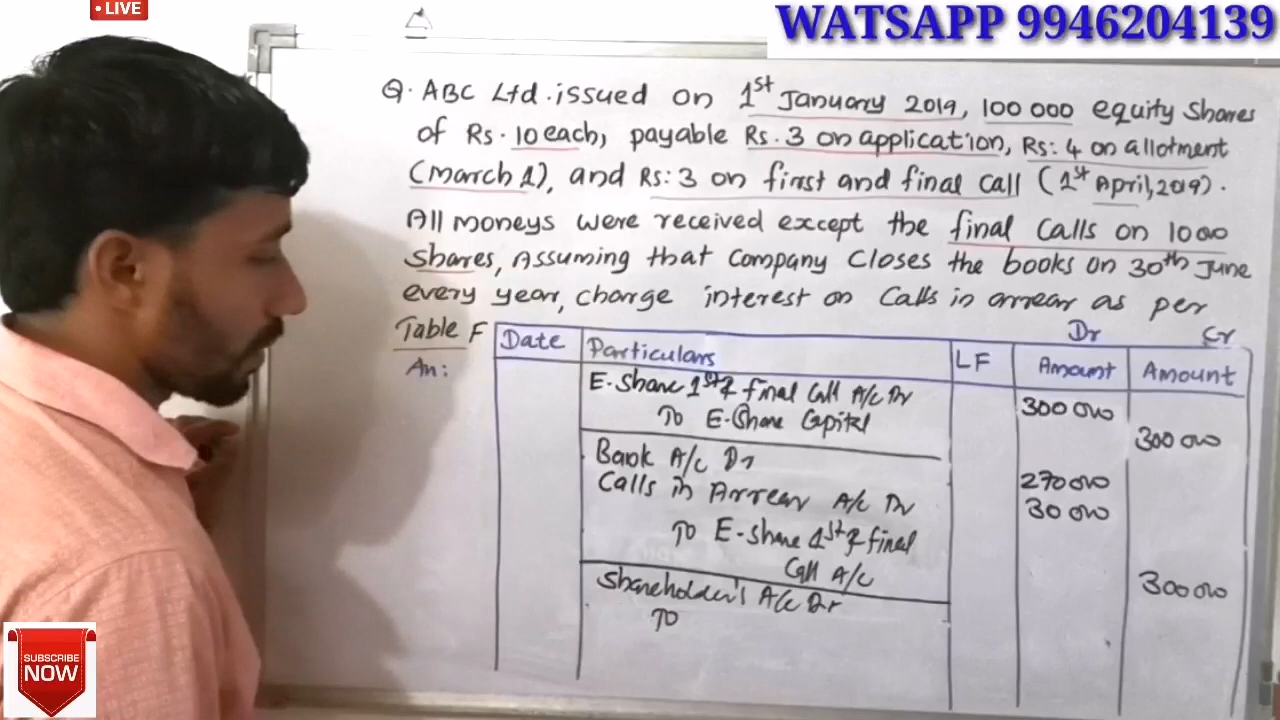 LIVE
WATSAPP 9946204139
Q. ABC Ltd. issued on 1st January 2019, 100 000 equity shares
of Rs. 10 each, payable Rs. 3 on application, Rs: 4 on allotment
(March 1), and Rs: 3 on first and final call (1st April, 2019).
All moneys were received except the final calls on 1000
shares, Assuming that company closes the books on 30th June
every year, charge interest on calls in arrear as per
Table F
An:
Dr Cr
Date Particulars LF Amount Amount
E. Share 1st & final call A/c Dr 300 000
To E. Share Capital 300 000
Bank A/c Dr 270 000
Calls in Arrear A/c Dr 30 000
To E-share 1st & final
Call A/c 300 000
Shareholder's A/c Dr
To
SUBSCRIBE
NOW